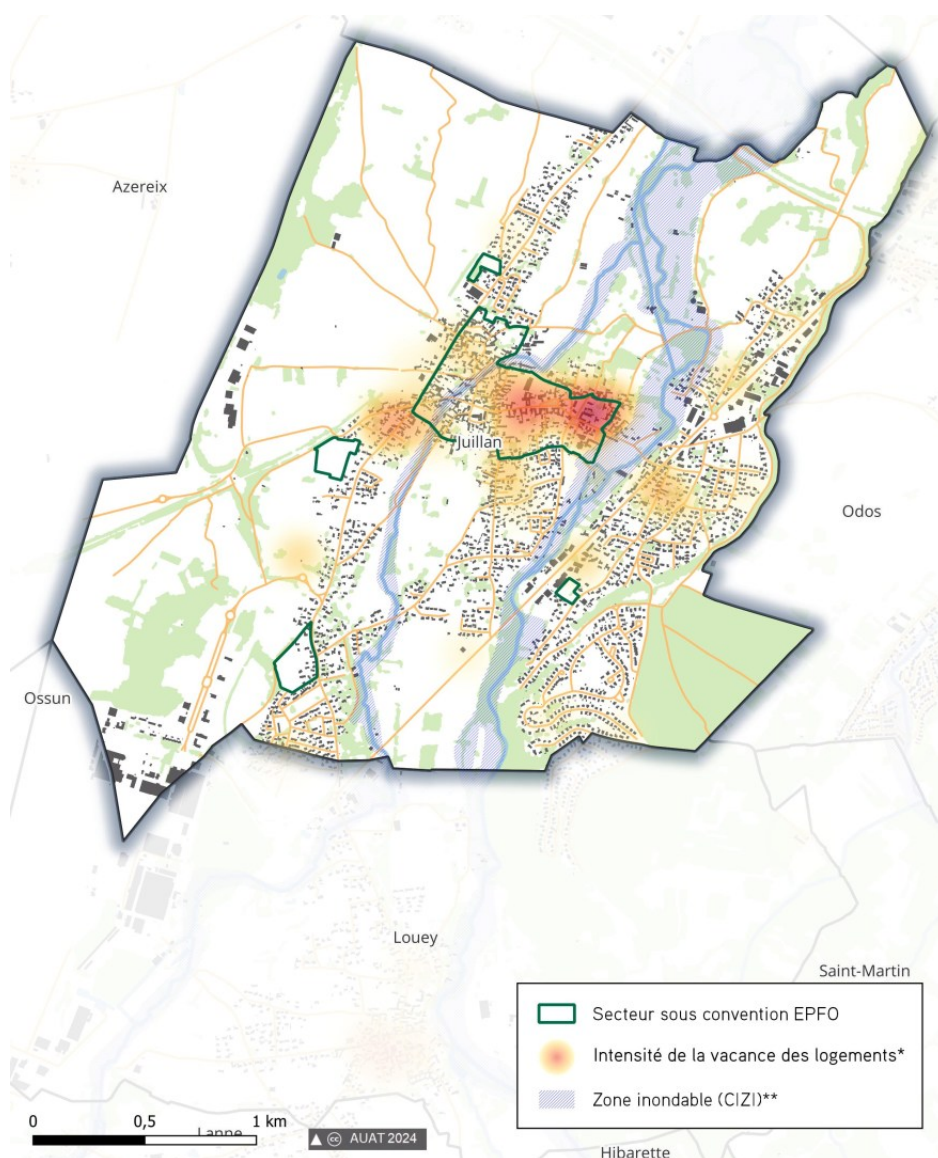 Azereix
Juillan
Odos
Ossun
Louey
Saint-Martin
Secteur sous convention EPFO
Intensité de la vacance des logements*
Zone inondable (CIZI)**
0 0,5 1 km
Lanne
AUAT 2024
Hibarette